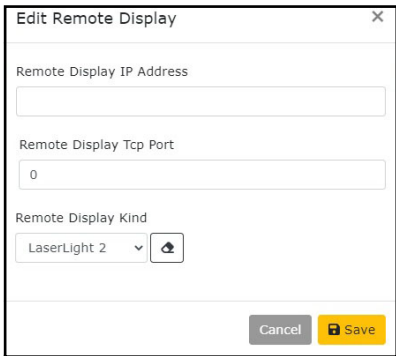 Edit Remote Display ×
Remote Display IP Address
Remote Display Tcp Port
0
Remote Display Kind
LaserLight 2
Cancel Save